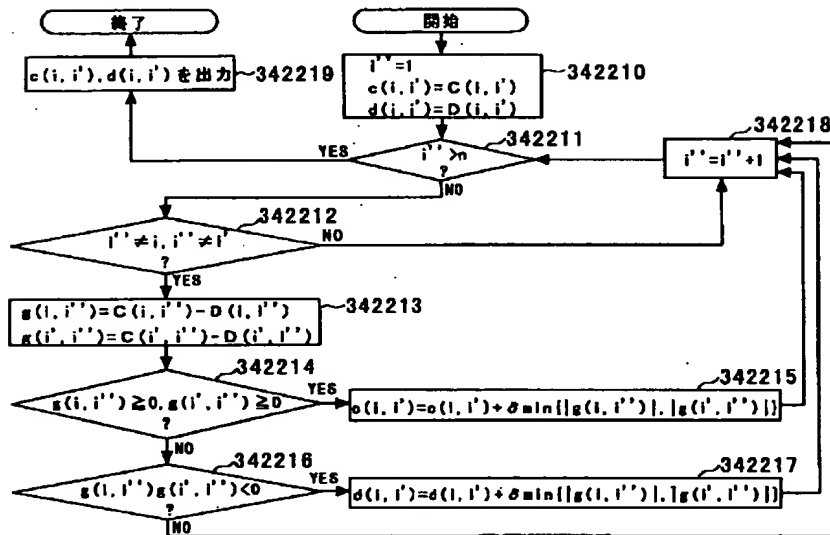 終了
開始
c(i,i'),d(i,i')を出力
342219
i''=1
c(i,i')=C(i,i')
d(i,i')=D(i,i')
342210
342211
i''>n
?
YES
NO
342218
i''=i''+1
342212
i''≠i,i''≠i'
?
NO
YES
g(i,i'')=C(i,i'')-D(i,i'')
g(i',i'')=C(i',i'')-D(i',i'')
342213
342214
g(i,i'')≧0,g(i',i'')≧0
?
YES
NO
342215
c(i,i')=c(i,i')+δmin{|g(i,i'')|,|g(i',i'')|}
342216
g(i,i'')g(i',i'')<0
?
YES
NO
342217
d(i,i')=d(i,i')+δmin{|g(i,i'')|,|g(i',i'')|}